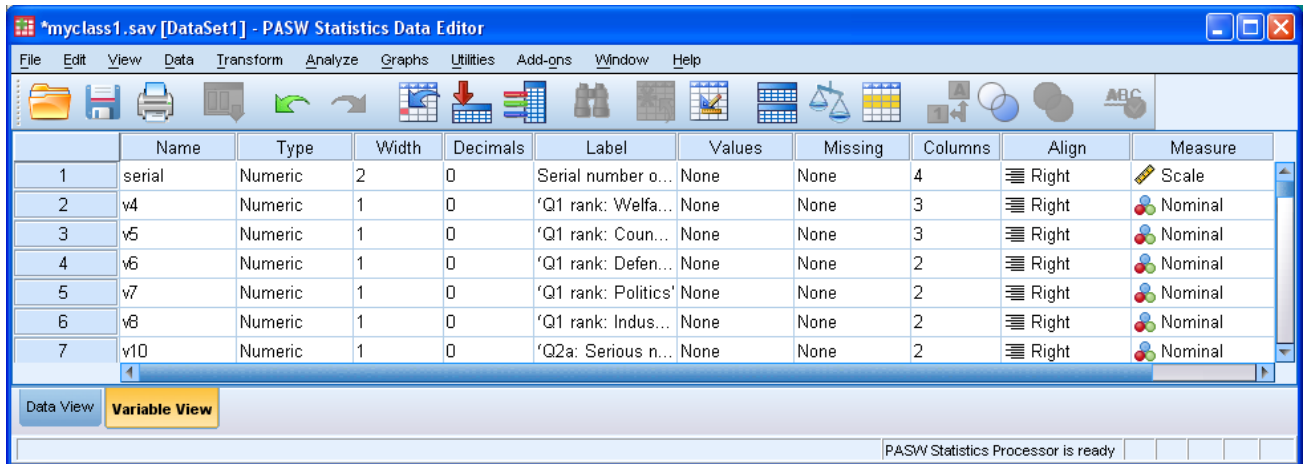 *myclass1.sav [DataSet1] - PASW Statistics Data Editor
File Edit View Data Transform Analyze Graphs Utilities Add-ons Window Help
A 1 ABC
Name Type Width Decimals Label Values Missing Columns Align Measure
1 serial Numeric 2 0 Serial number o... None None 4 Right Scale
2 v4 Numeric 1 0 'Q1 rank: Welfa... None None 3 Right Nominal
3 v5 Numeric 1 0 'Q1 rank: Coun... None None 3 Right Nominal
4 v6 Numeric 1 0 'Q1 rank: Defen... None None 2 Right Nominal
5 v7 Numeric 1 0 'Q1 rank: Politics' None None 2 Right Nominal
6 v8 Numeric 1 0 'Q1 rank: Indus... None None 2 Right Nominal
7 v10 Numeric 1 0 'Q2a: Serious n... None None 2 Right Nominal
Data View Variable View
PASW Statistics Processor is ready